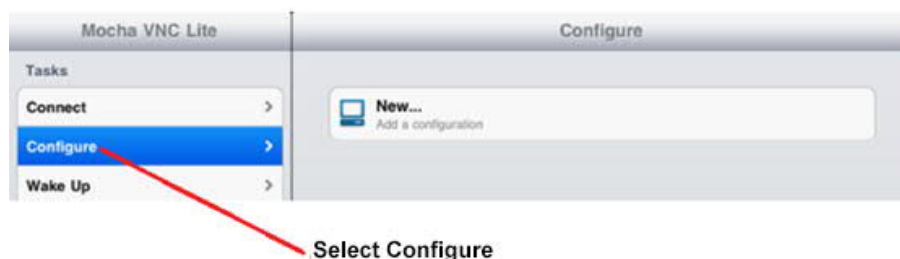 Mocha VNC Lite
Configure
Tasks
Connect
Configure
Wake Up
New...
Add a configuration
Select Configure